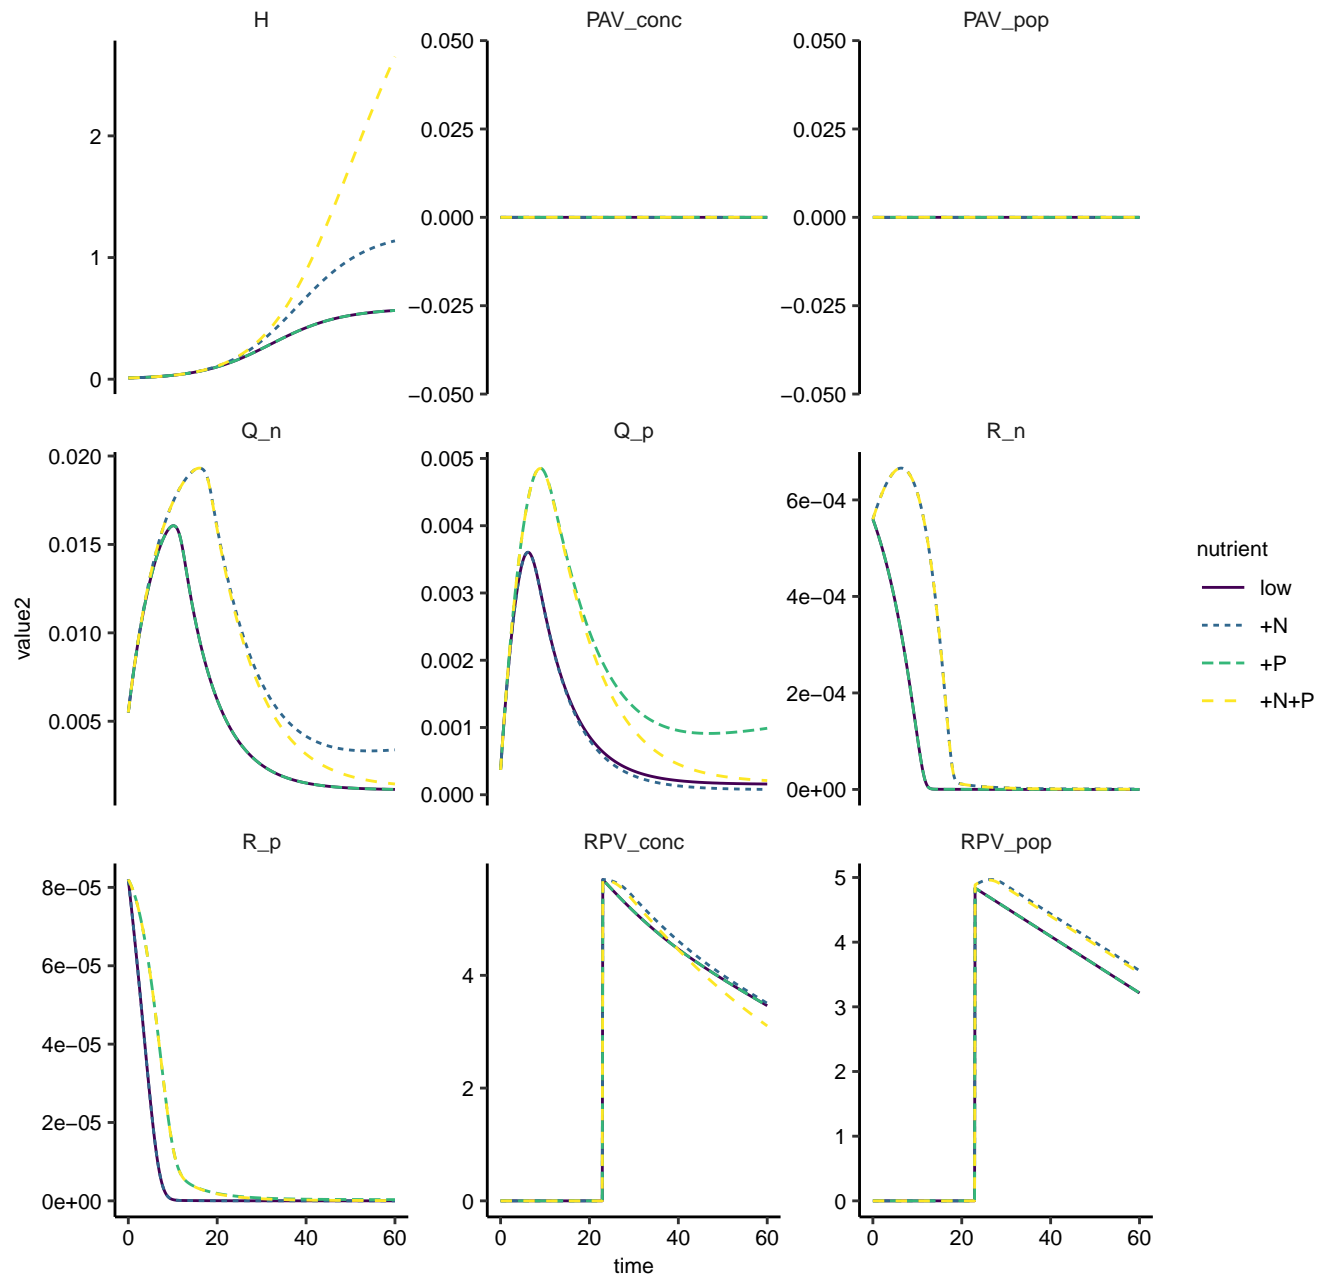 H
PAV_conc
PAV_pop
2
1
0
0.050
0.025
0.000
−0.025
−0.050
0.050
0.025
0.000
−0.025
−0.050
Q_n
Q_p
R_n
0.020
0.015
0.010
0.005
0.005
0.004
0.003
0.002
0.001
0.000
6e−04
4e−04
2e−04
0e+00
value2
nutrient
low
+N
+P
+N+P
R_p
RPV_conc
RPV_pop
8e−05
6e−05
4e−05
2e−05
0e+00
4
2
0
5
4
3
2
1
0
0 20 40 60
0 20 40 60
0 20 40 60
time